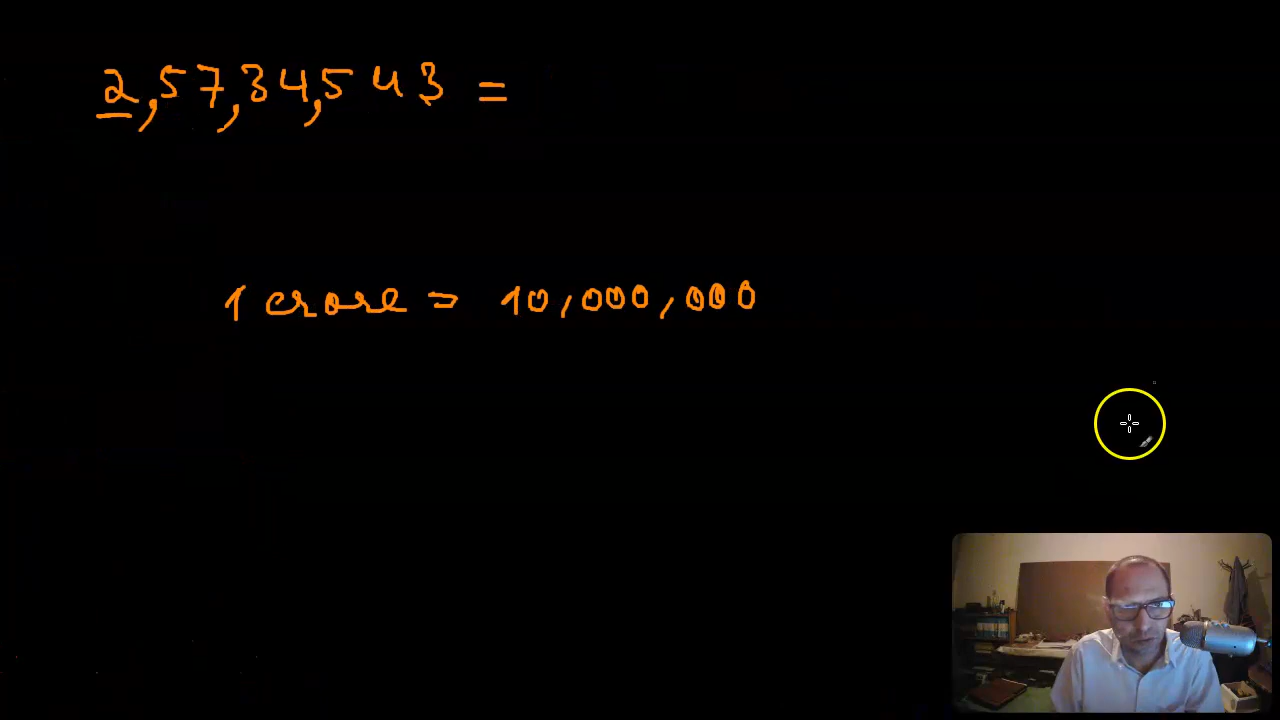 2,57,34,543 =
1 crore = 10,000,000